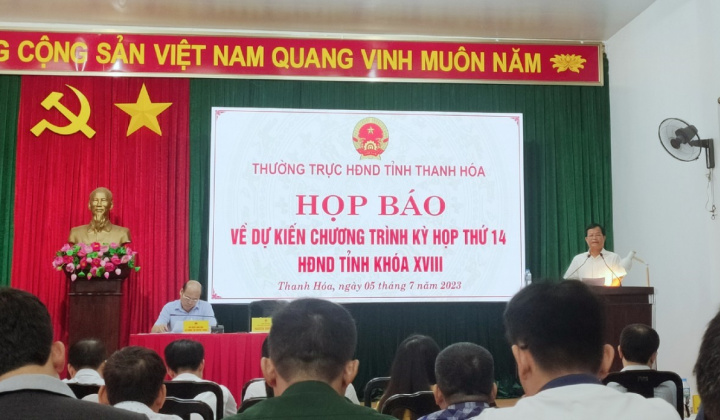 G CỘNG SẢN VIỆT NAM QUANG VINH MUÔN NĂM
THƯỜNG TRỰC HĐND TỈNH THANH HÓA
HỌP BÁO
VỀ DỰ KIẾN CHƯƠNG TRÌNH KỲ HỌP THỨ 14
HĐND TỈNH KHÓA XVIII
Thanh Hóa, ngày 05 tháng 7 năm 2023